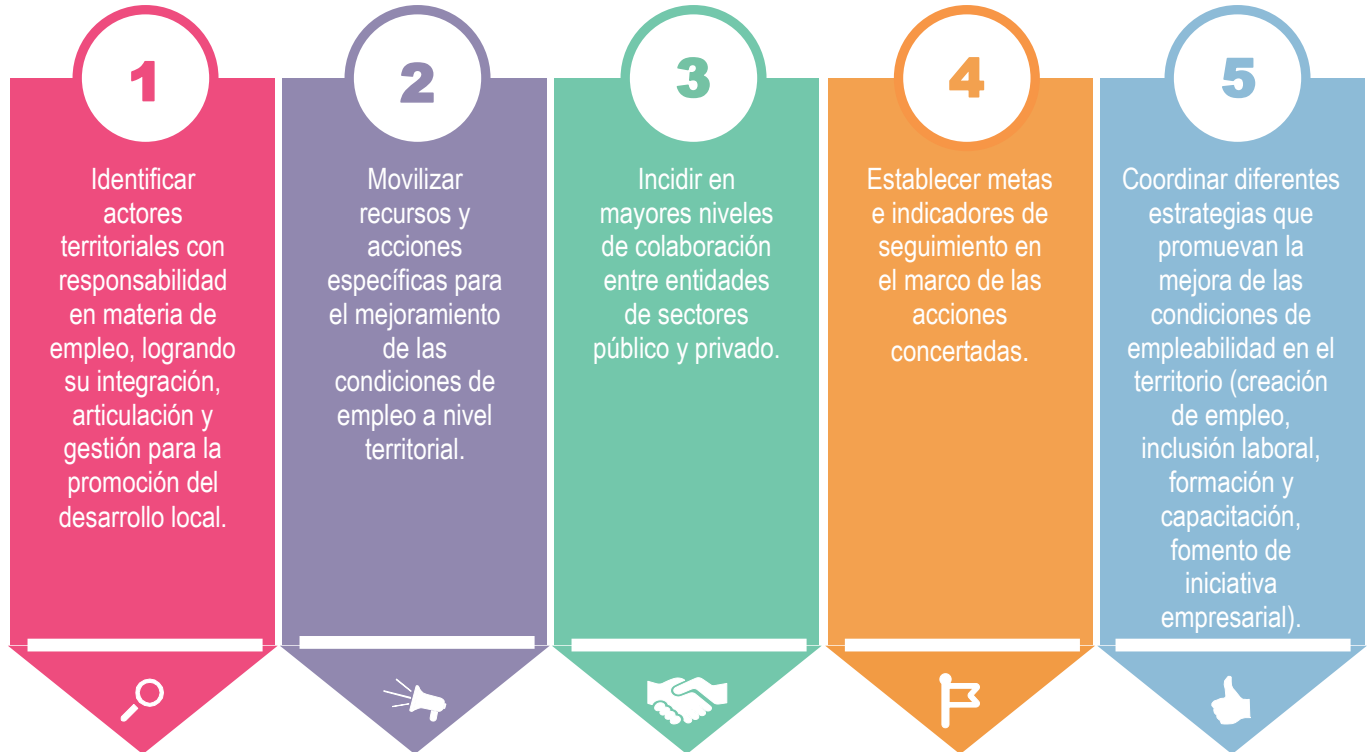 1
Identificar
actores
territoriales con
responsabilidad
en materia de
empleo, logrando
su integración,
articulación y
gestión para la
promoción del
desarrollo local.
2
Movilizar
recursos y
acciones
específicas para
el mejoramiento
de las
condiciones de
empleo a nivel
territorial.
3
Incidir en
mayores niveles
de colaboración
entre entidades
de sectores
público y privado.
4
Establecer metas
e indicadores de
seguimiento en
el marco de las
acciones
concertadas.
5
Coordinar diferentes
estrategias que
promuevan la
mejora de las
condiciones de
empleabilidad en el
territorio (creación
de empleo,
inclusión laboral,
formación y
capacitación,
fomento de
iniciativa
empresarial).